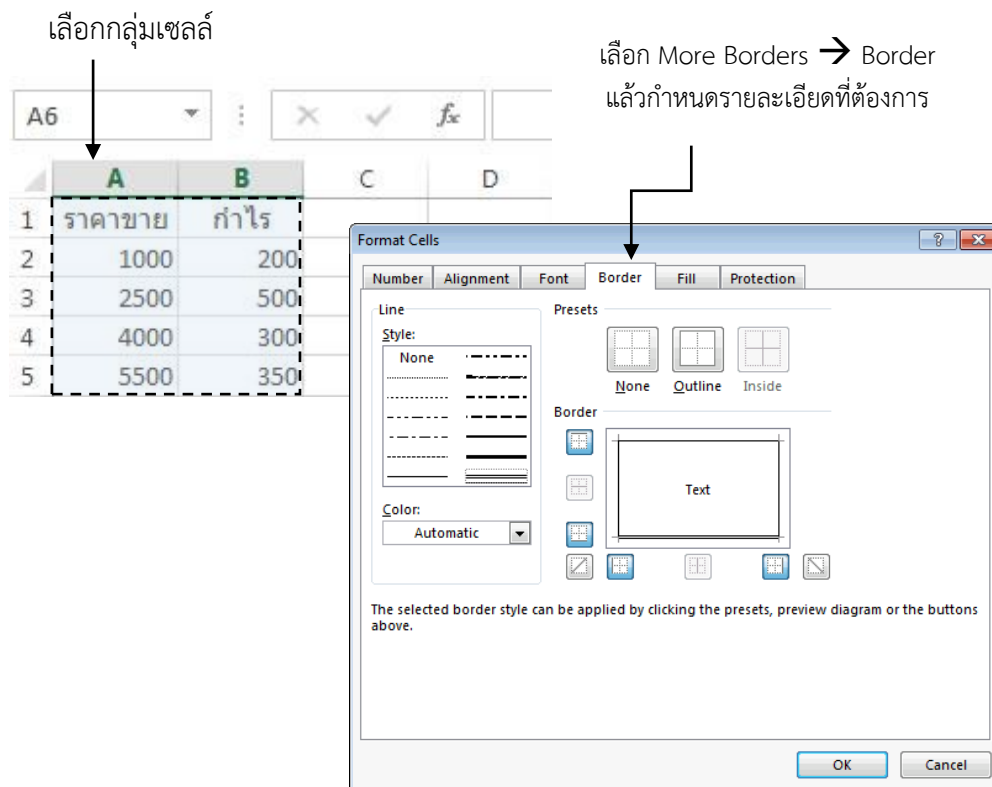 เลือกกลุ่มเซลล์
เลือก More Borders → Border
แล้วกำหนดรายละเอียดที่ต้องการ
A6 fx
A B C D
1 ราคาขาย กำไร
2 1000 200
3 2500 500
4 4000 300
5 5500 350
Format Cells
Number Alignment Font Border Fill Protection
Line
Style:
None
Color:
Automatic
Presets
None Outline Inside
Border
Text
The selected border style can be applied by clicking the presets, preview diagram or the buttons
above.
OK Cancel